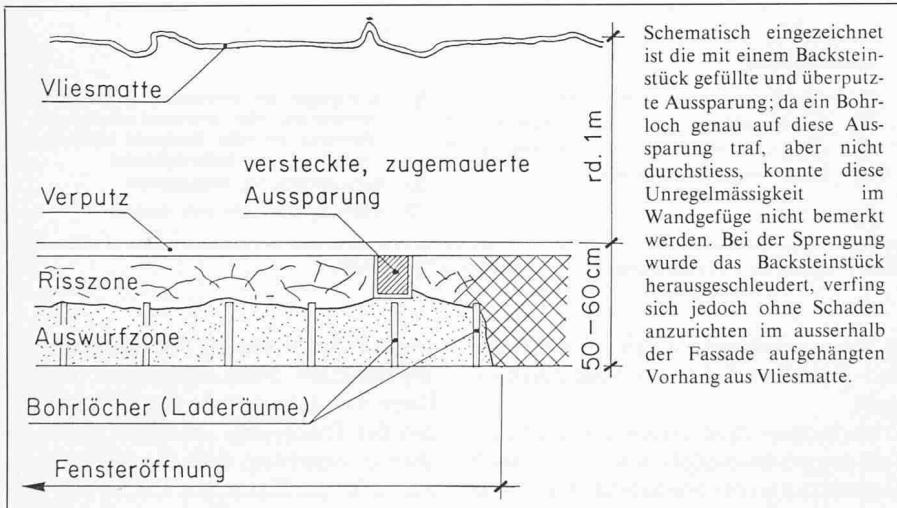 Vliesmatte
versteckte, zugemauerte
Verputz
Aussparung
Risszone
Auswurfzone
Bohrlöcher (Laderäume)
Fensteröffnung
rd. 1m
50–60cm
Schematisch eingezeichnet
ist die mit einem Backstein-
stück gefüllte und überputz-
te Aussparung; da ein Bohr-
loch genau auf diese Aus-
sparung traf, aber nicht
durchstiess, konnte diese
Unregelmässigkeit im
Wandgefüge nicht bemerkt
werden. Bei der Sprengung
wurde das Backsteinstück
herausgeschleudert, verfing
sich jedoch ohne Schaden
anzurichten im ausserhalb
der Fassade aufgehängten
Vorhang aus Vliesmatte.